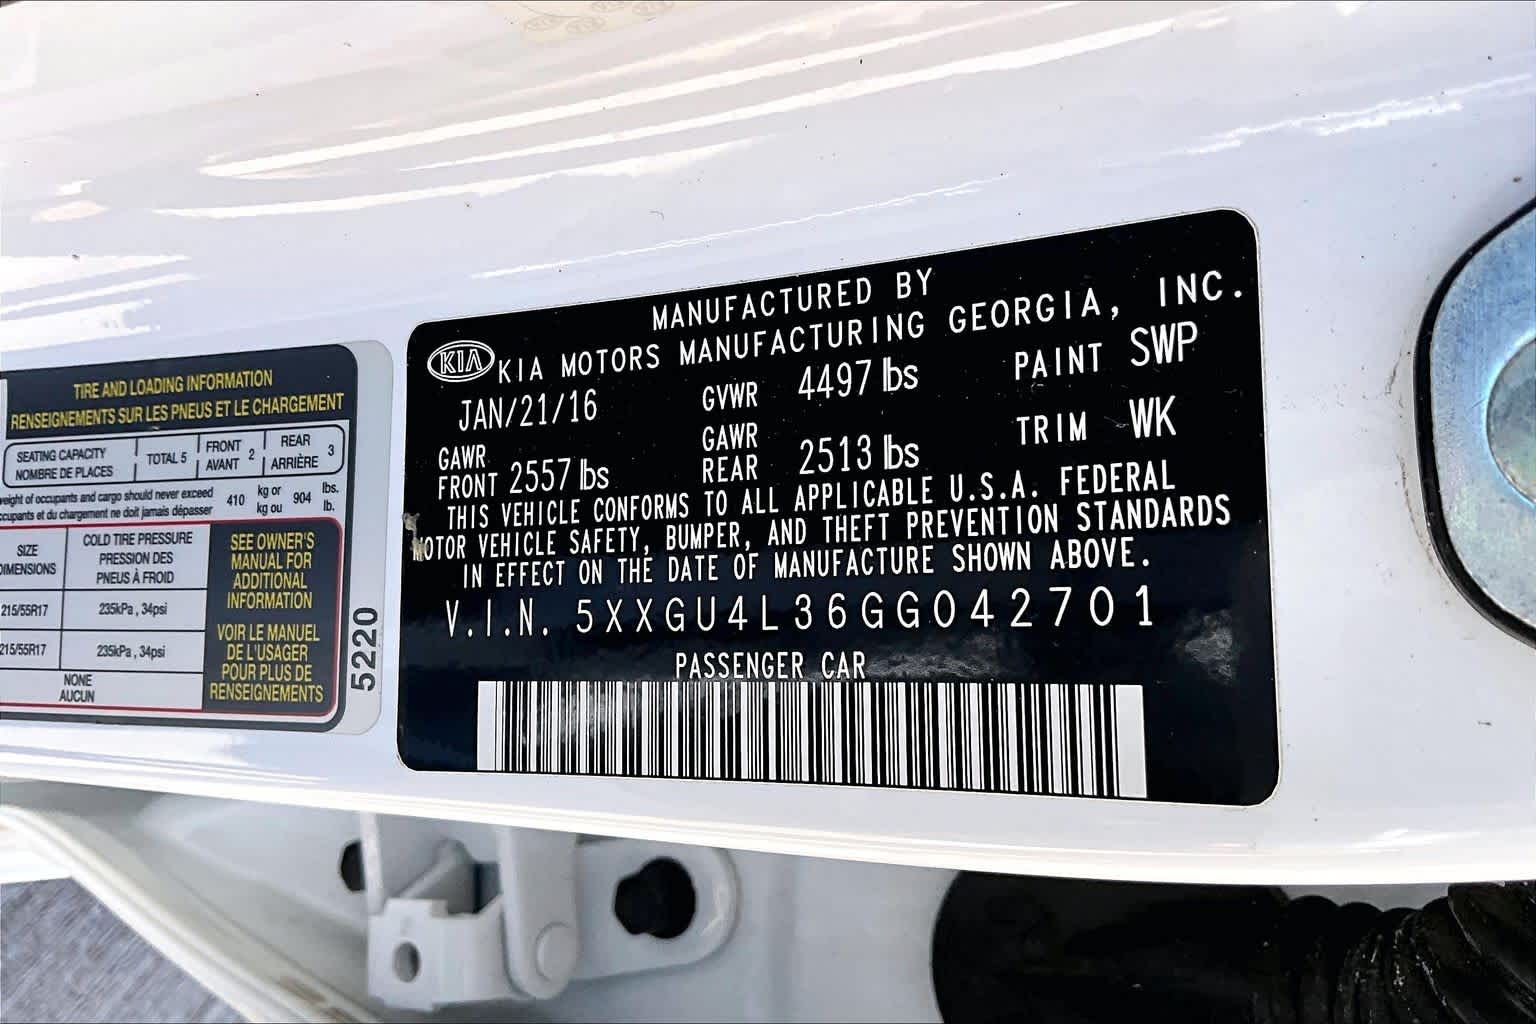 TIRE AND LOADING INFORMATION
RENSEIGNEMENTS SUR LES PNEUS ET LE CHARGEMENT
SEATING CAPACITY
NOMBRE DE PLACES
TOTAL 5
FRONT
AVANT
2
REAR
ARRIÈRE
3
weight of occupants and cargo should never exceed
ccupants et du chargement ne doit jamais dépasser
410
kg or
kg ou
904
lbs.
lb.
SIZE
DIMENSIONS
COLD TIRE PRESSURE
PRESSION DES
PNEUS À FROID
215/55R17
235kPa, 34psi
215/55R17
235kPa, 34psi
NONE
AUCUN
SEE OWNER'S
MANUAL FOR
ADDITIONAL
INFORMATION
VOIR LE MANUEL
DE L'USAGER
POUR PLUS DE
RENSEIGNEMENTS
5220
MANUFACTURED BY
KIA KIA MOTORS MANUFACTURING GEORGIA, INC.
JAN/21/16
GVWR 4497 lbs
PAINT SWP
GAWR
FRONT 2557 lbs
GAWR
REAR 2513 lbs
TRIM WK
THIS VEHICLE CONFORMS TO ALL APPLICABLE U.S.A. FEDERAL
MOTOR VEHICLE SAFETY, BUMPER, AND THEFT PREVENTION STANDARDS
IN EFFECT ON THE DATE OF MANUFACTURE SHOWN ABOVE.
V.I.N. 5XXGU4L36GG042701
PASSENGER CAR